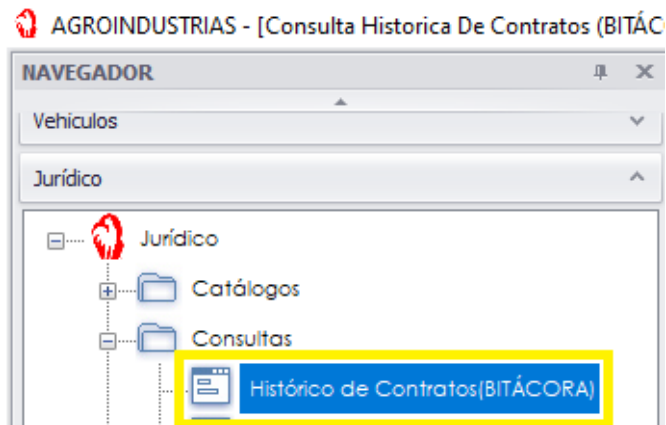 AGROINDUSTRIAS - [Consulta Historica De Contratos (BITÁC
NAVEGADOR
Vehiculos
Jurídico
Jurídico
Catálogos
Consultas
Histórico de Contratos(BITÁCORA)